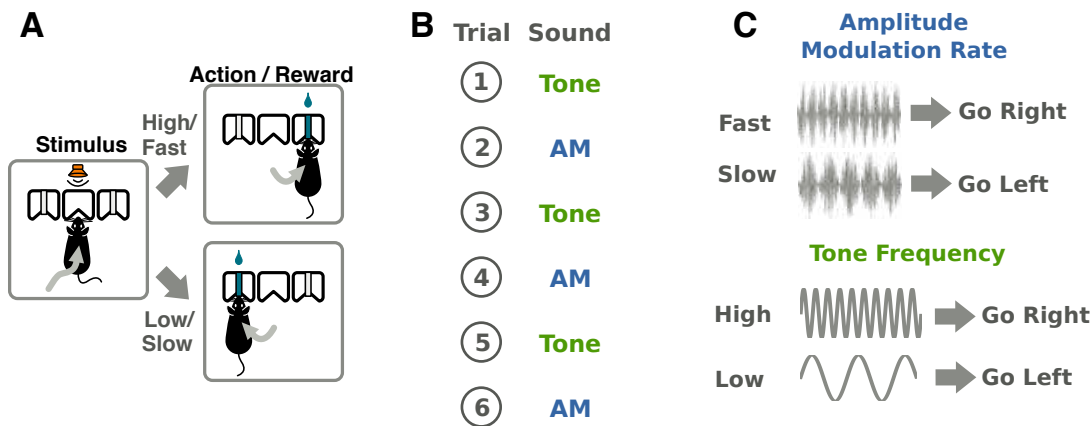 A
Action / Reward
High/
Fast
Stimulus
Low/
Slow
B
Trial Sound
1 Tone
2 AM
3 Tone
4 AM
5 Tone
6 AM
C
Amplitude
Modulation Rate
Fast Go Right
Slow Go Left
Tone Frequency
High Go Right
Low Go Left